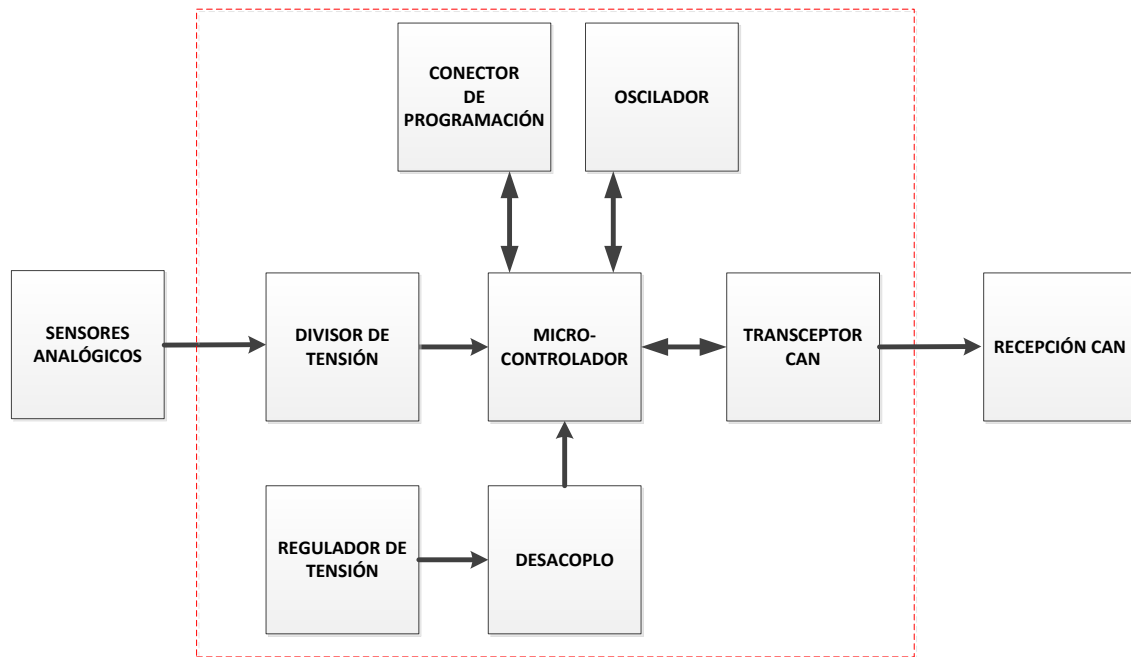 CONECTOR
DE
PROGRAMACIÓN
OSCILADOR
SENSORES
ANALÓGICOS
DIVISOR DE
TENSIÓN
MICRO-
CONTROLADOR
TRANSCEPTOR
CAN
RECEPCIÓN CAN
REGULADOR DE
TENSIÓN
DESACOPLO